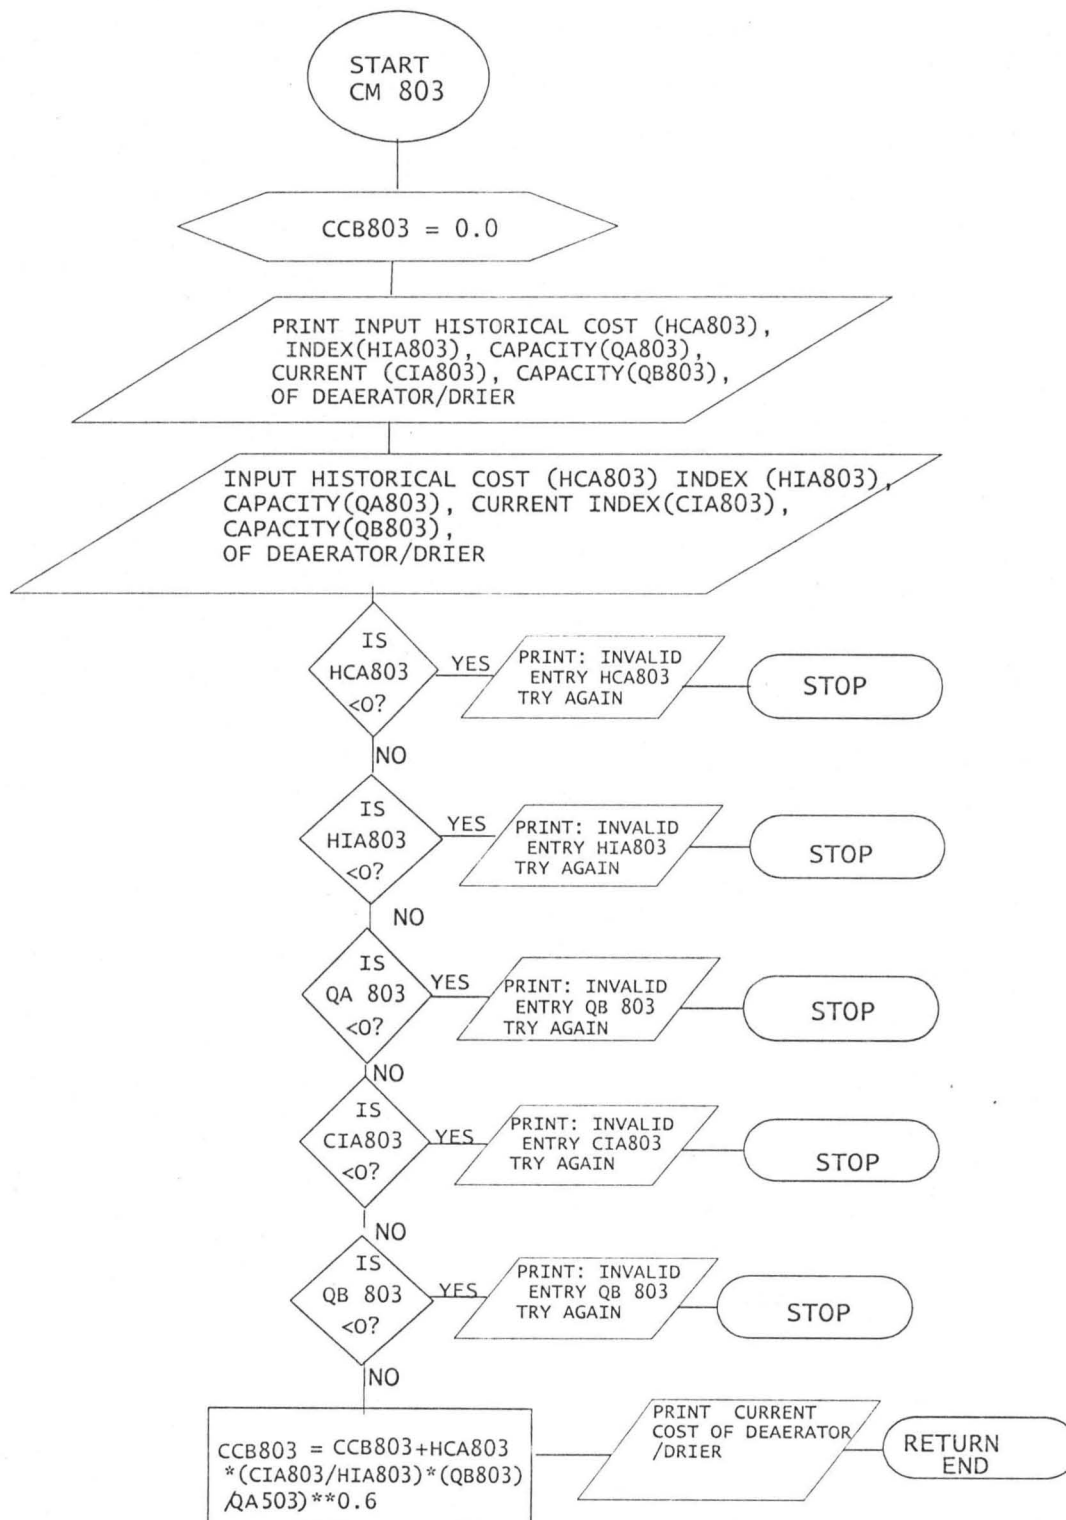 START
CM 803
CCB803 = 0.0
PRINT INPUT HISTORICAL COST (HCA803),
INDEX(HIA803), CAPACITY(QA803),
CURRENT (CIA803), CAPACITY(QB803),
OF DEAERATOR/DRIER
INPUT HISTORICAL COST (HCA803) INDEX (HIA803),
CAPACITY(QA803), CURRENT INDEX(CIA803),
CAPACITY(QB803),
OF DEAERATOR/DRIER
IS
HCA803
<0?
YES
PRINT: INVALID
ENTRY HCA803
TRY AGAIN
STOP
NO
IS
HIA803
<0?
YES
PRINT: INVALID
ENTRY HIA803
TRY AGAIN
STOP
NO
IS
QA 803
<0?
YES
PRINT: INVALID
ENTRY QB 803
TRY AGAIN
STOP
NO
IS
CIA803
<0?
YES
PRINT: INVALID
ENTRY CIA803
TRY AGAIN
STOP
NO
IS
QB 803
<0?
YES
PRINT: INVALID
ENTRY QB 803
TRY AGAIN
STOP
NO
CCB803 = CCB803+HCA803
*(CIA803/HIA803)*(QB803)
/QA503)**0.6
PRINT CURRENT
COST OF DEAERATOR
/DRIER
RETURN
END